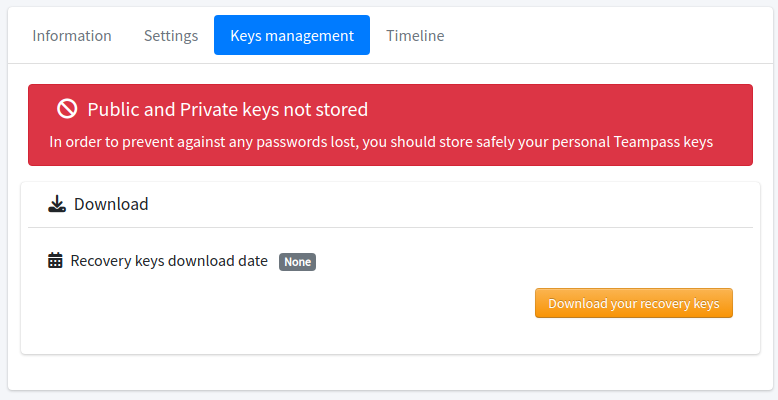 Information Settings Keys management Timeline
Public and Private keys not stored
In order to prevent against any passwords lost, you should store safely your personal Teampass keys
Download
Recovery keys download date None
Download your recovery keys